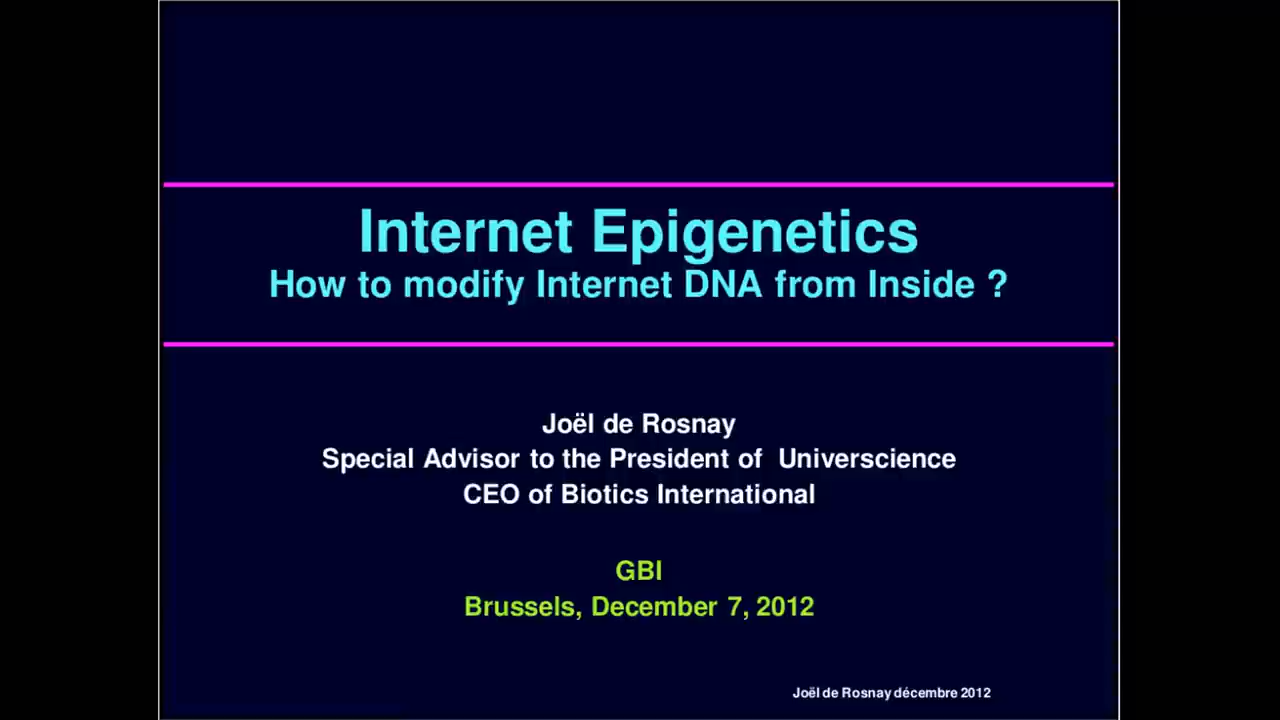 Internet Epigenetics
How to modify Internet DNA from Inside ?
Joël de Rosnay
Special Advisor to the President of Universcience
CEO of Biotics International
GBI
Brussels, December 7, 2012
Joël de Rosnay décembre 2012